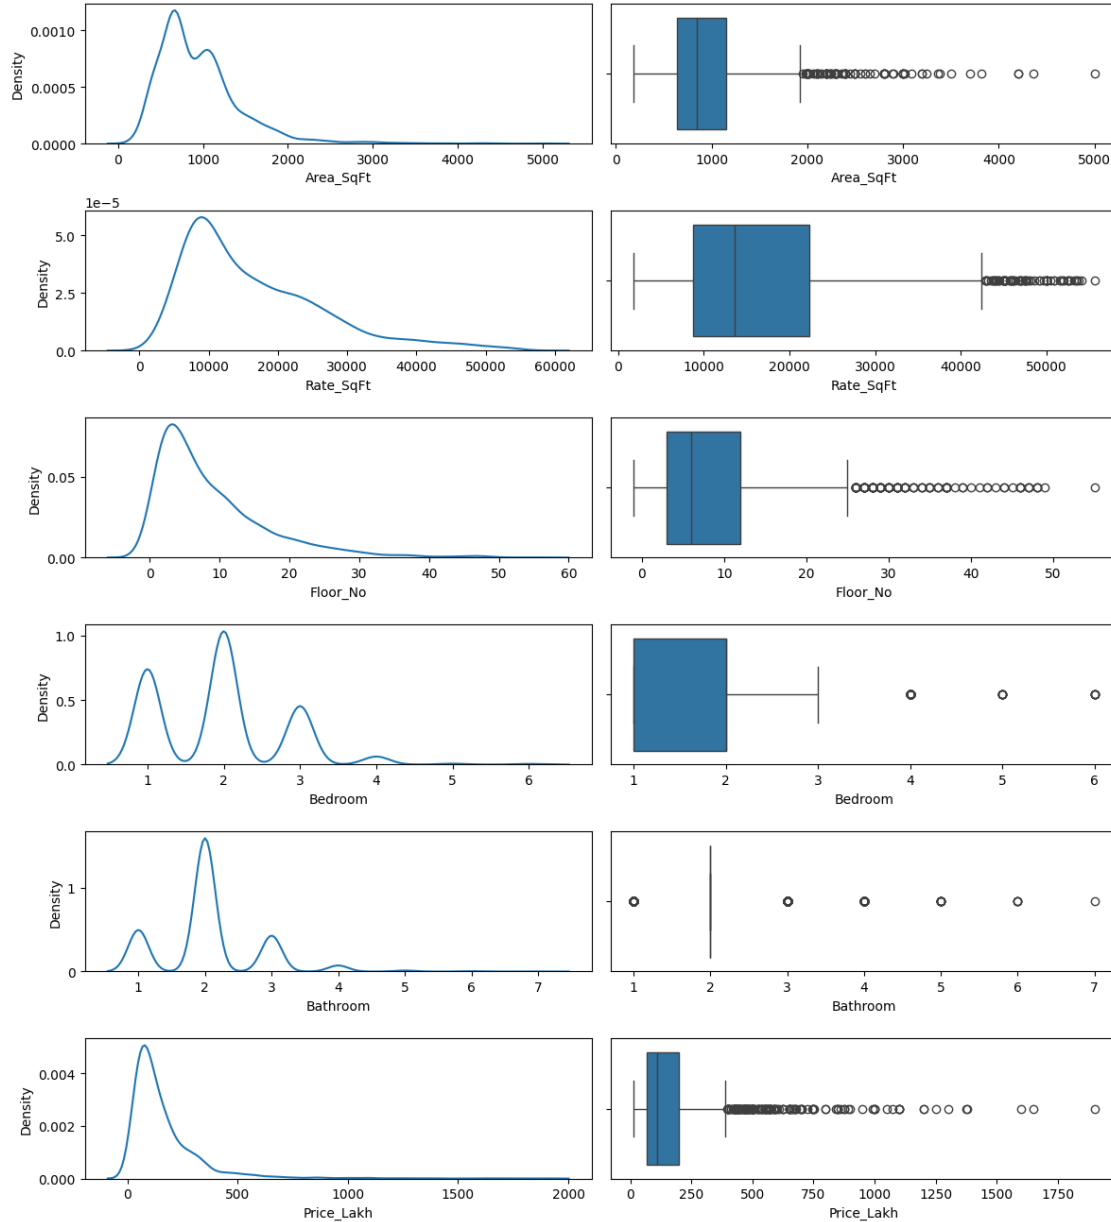 0.0010
0.0005
0.0000
Density
0 1000 2000 3000 4000 5000
Area_SqFt
0 1000 2000 3000 4000 5000
Area_SqFt
1e−5
5.0
2.5
0.0
Density
0 10000 20000 30000 40000 50000 60000
Rate_SqFt
0 10000 20000 30000 40000 50000
Rate_SqFt
0.05
0.00
Density
0 10 20 30 40 50 60
Floor_No
0 10 20 30 40 50
Floor_No
1.0
0.5
0.0
Density
1 2 3 4 5 6
Bedroom
1 2 3 4 5 6
Bedroom
1
0
Density
1 2 3 4 5 6 7
Bathroom
1 2 3 4 5 6 7
Bathroom
0.004
0.002
0.000
Density
0 500 1000 1500 2000
Price_Lakh
0 250 500 750 1000 1250 1500 1750
Price_Lakh